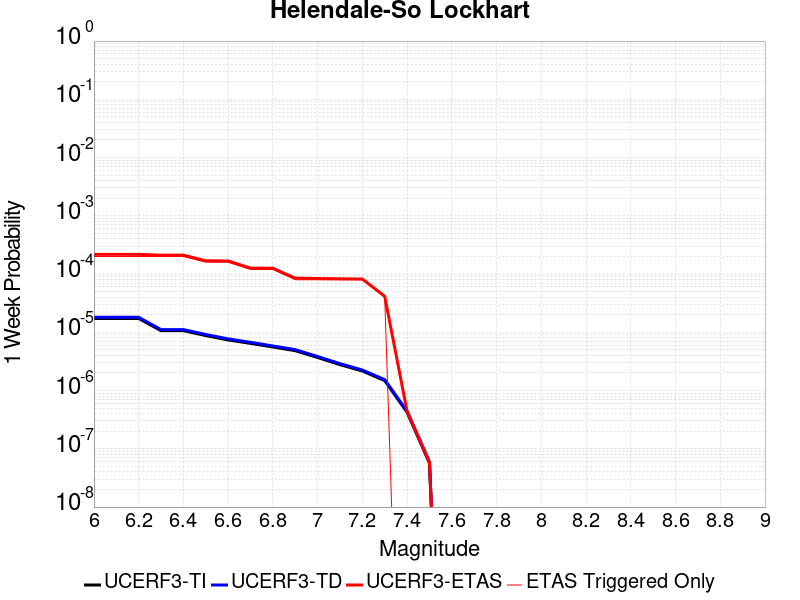 Helendale-So Lockhart
1 Week Probability
10^0
10^-1
10^-2
10^-3
10^-4
10^-5
10^-6
10^-7
10^-8
6 6.2 6.4 6.6 6.8 7 7.2 7.4 7.6 7.8 8 8.2 8.4 8.6 8.8 9
Magnitude
UCERF3-TI UCERF3-TD UCERF3-ETAS ETAS Triggered Only